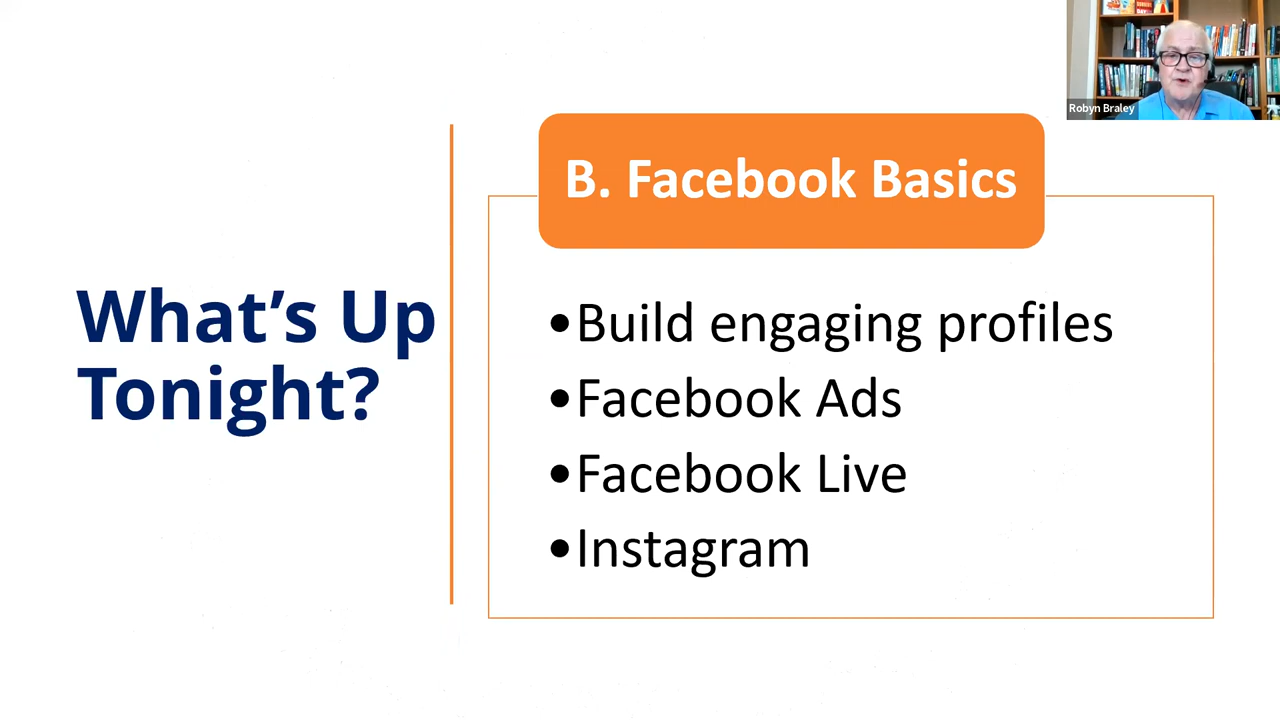 Robyn Braley
B. Facebook Basics
What’s Up
Tonight?
•Build engaging profiles
•Facebook Ads
•Facebook Live
•Instagram